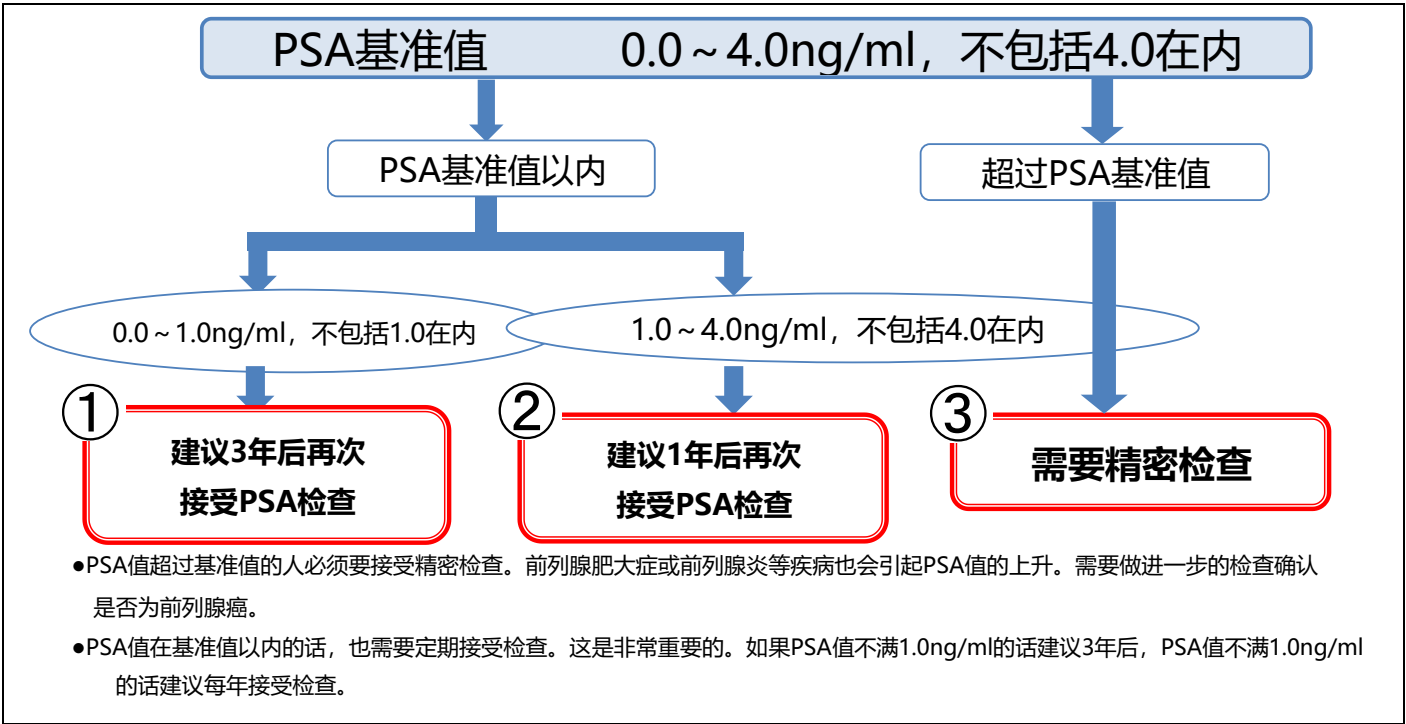 PSA基准值 0.0～4.0ng/ml，不包括4.0在内
PSA基准值以内
超过PSA基准值
0.0～1.0ng/ml，不包括1.0在内
1.0～4.0ng/ml，不包括4.0在内
①
建议3年后再次
接受PSA检查
②
建议1年后再次
接受PSA检查
③
需要精密检查
●PSA值超过基准值的人必须要接受精密检查。前列腺肥大症或前列腺炎等疾病也会引起PSA值的上升。需要做进一步的检查确认
是否为前列腺癌。
●PSA值在基准值以内的话，也需要定期接受检查。这是非常重要的。如果PSA值不满1.0ng/ml的话建议3年后，PSA值不满1.0ng/ml
的话建议每年接受检查。